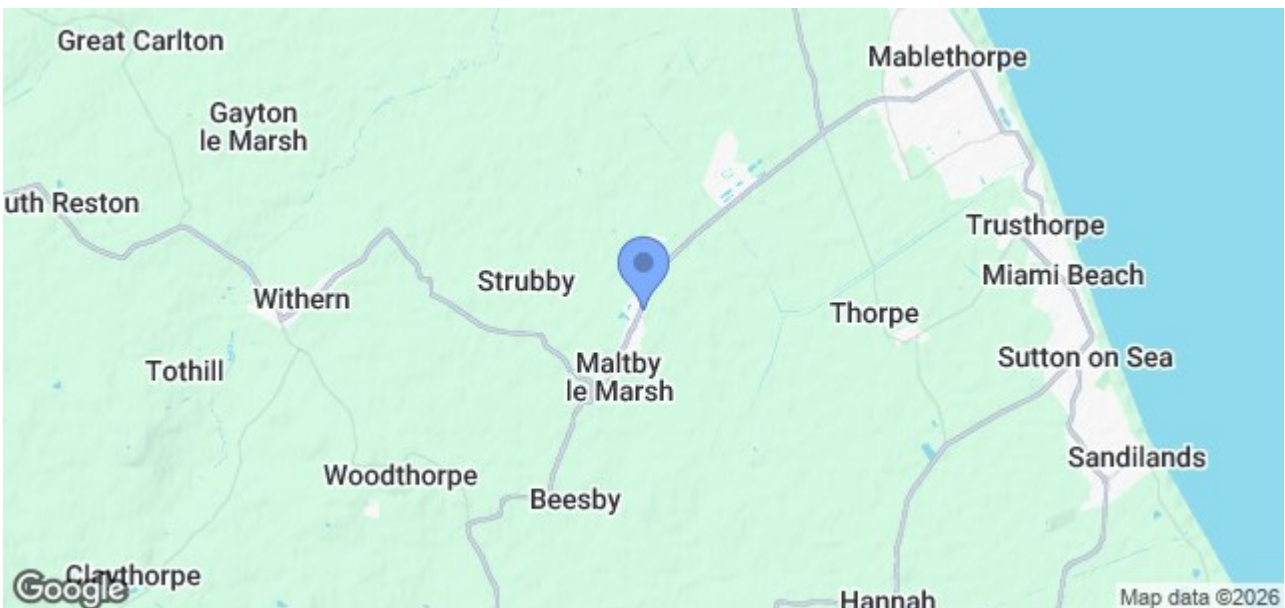 Great Carlton
Mablethorpe
Gayton
le Marsh
uth Reston
Trusthorpe
Miami Beach
Strubby
Withern
Thorpe
Maltby
le Marsh
Sutton on Sea
Tothill
Sandilands
Woodthorpe
Beesby
Claythorpe
Google
Hannah
Map data ©2026